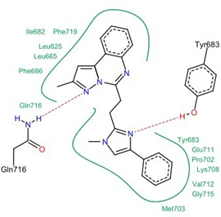 Ile682 Phe719
Leu625
Leu665
Phe686
Tyr683
Gln716
H
O
N
N
N
H
N
H
O
N
N
Gln716
Tyr683
Glu711
Pro702
Lys708
Val712
Gly715
Met703